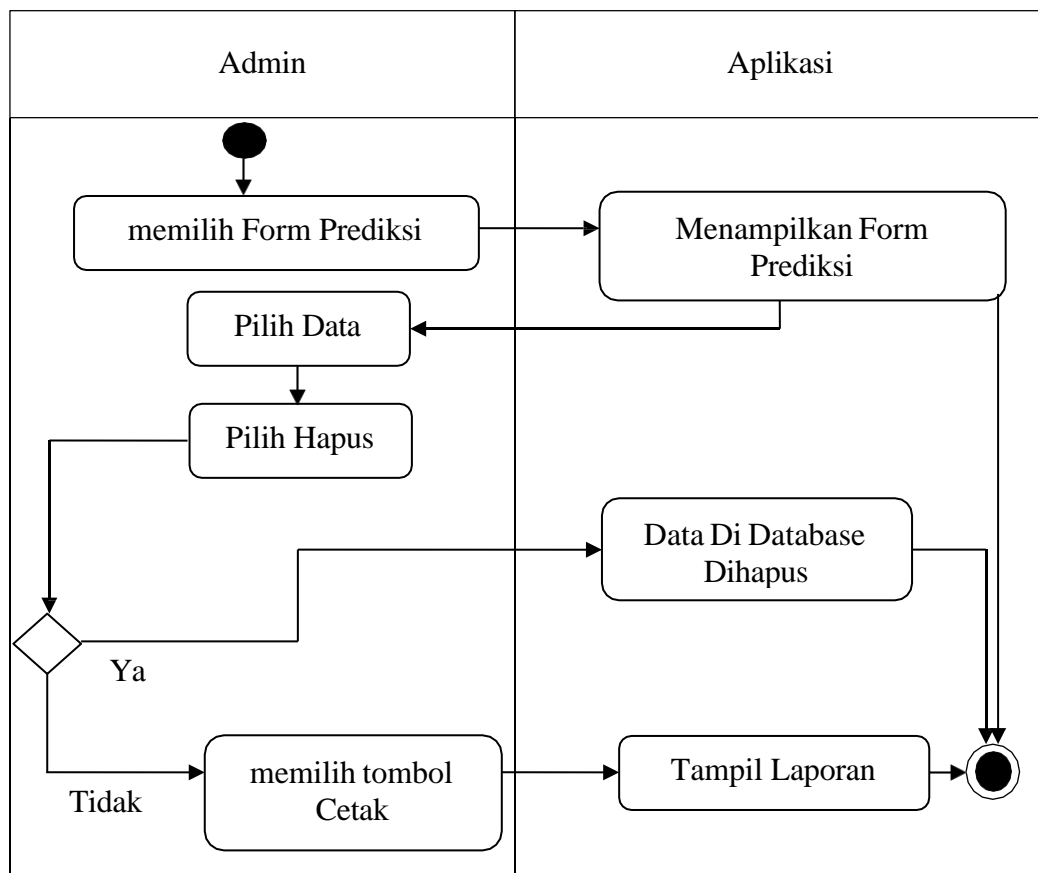 Admin
Aplikasi
memilih Form Prediksi
Menampilkan Form
Prediksi
Pilih Data
Pilih Hapus
Data Di Database
Dihapus
Ya
memilih tombol
Cetak
Tampil Laporan
Tidak